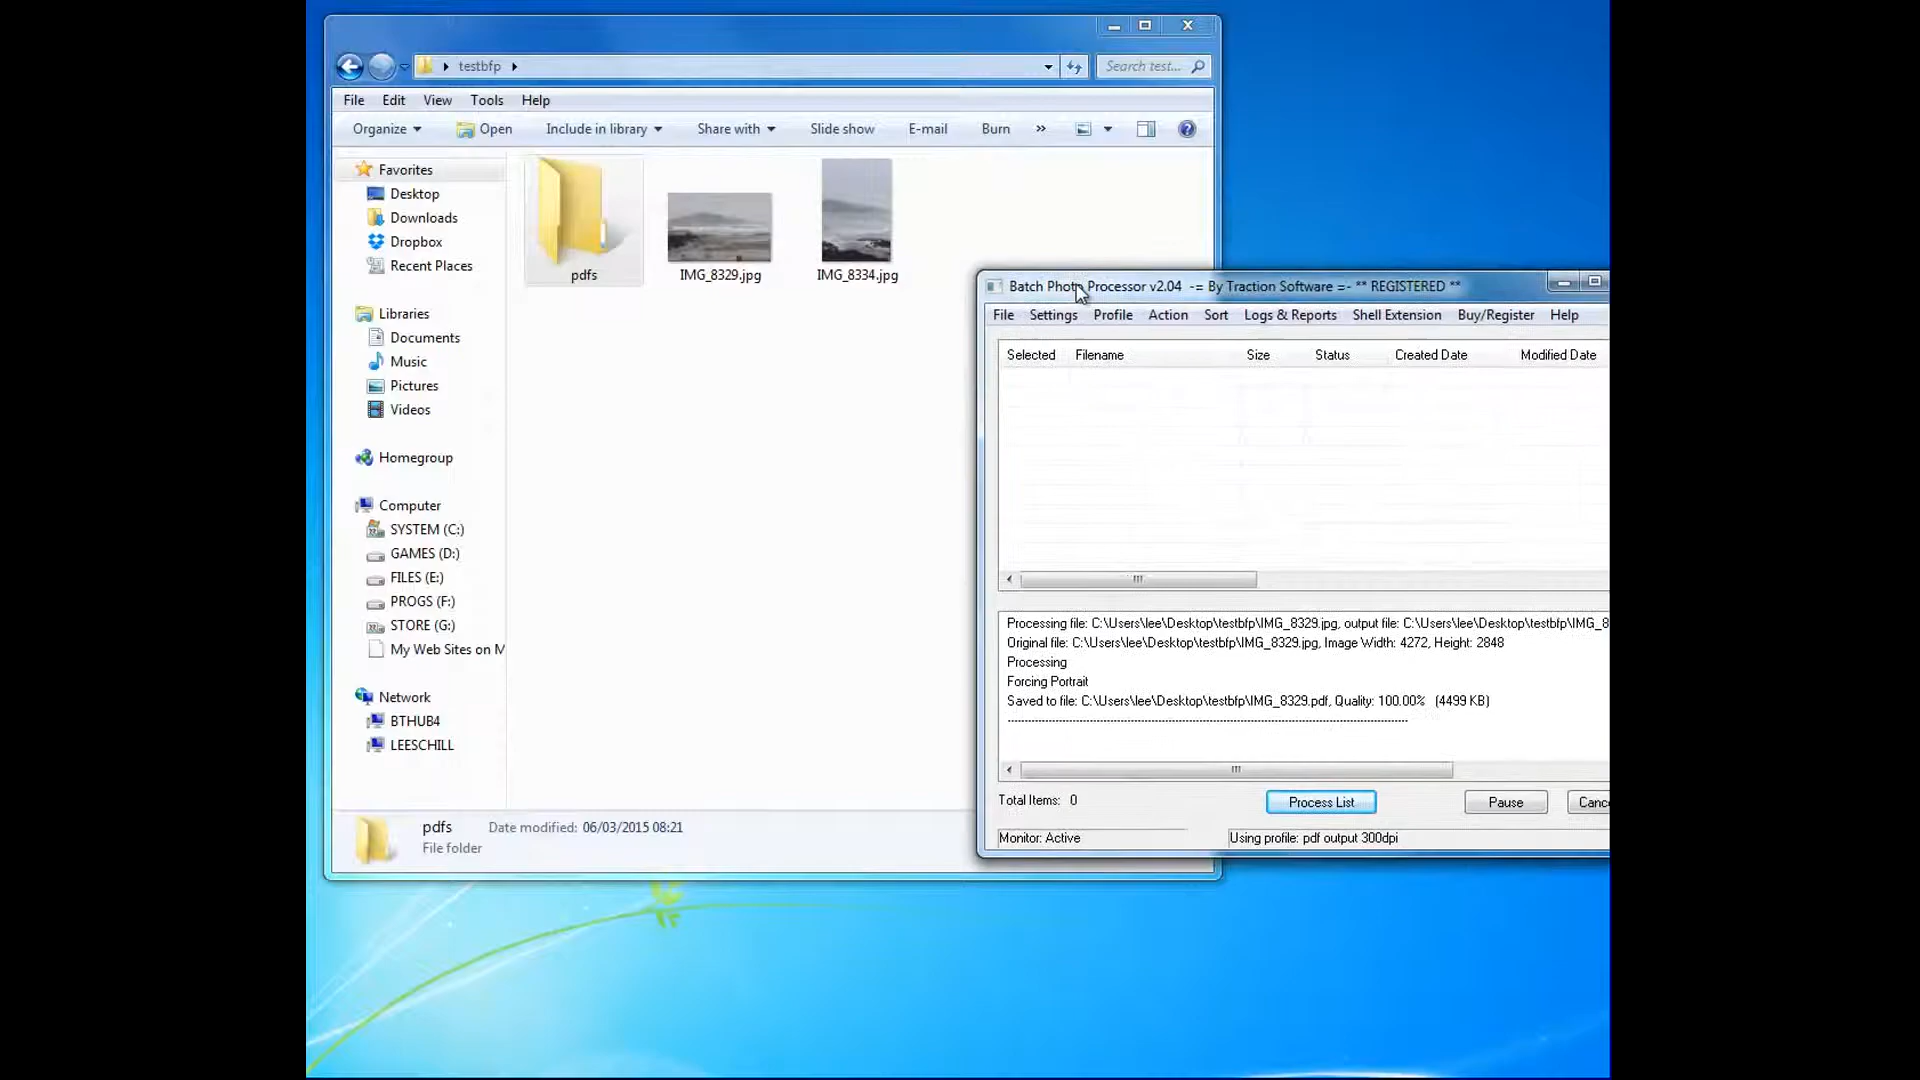 testbfp
Search test...
File Edit View Tools Help
Organize Open Include in library Share with Slide show E-mail Burn »
Favorites
Desktop
Downloads
Dropbox
Recent Places
Libraries
Documents
Music
Pictures
Videos
Homegroup
Computer
SYSTEM (C:)
GAMES (D:)
FILES (E:)
PROGS (F:)
STORE (G:)
My Web Sites on M
Network
BTHUB4
LEESCHILL
pdfs
IMG_8329.jpg
IMG_8334.jpg
pdfs Date modified: 06/03/2015 08:21
File folder
Batch Photo Processor v2.04 -= By Traction Software =- ** REGISTERED **
File Settings Profile Action Sort Logs & Reports Shell Extension Buy/Register Help
Selected Filename Size Status Created Date Modified Date
Processing file: C:\Users\lee\Desktop\testbfp\IMG_8329.jpg, output file: C:\Users\lee\Desktop\testbfp\IMG_8
Original file: C:\Users\lee\Desktop\testbfp\IMG_8329.jpg, Image Width: 4272, Height: 2848
Processing
Forcing Portrait
Saved to file: C:\Users\lee\Desktop\testbfp\IMG_8329.pdf, Quality: 100.00% (4499 KB)
Total Items: 0
Process List
Pause
Canc
Monitor: Active
Using profile: pdf output 300dpi